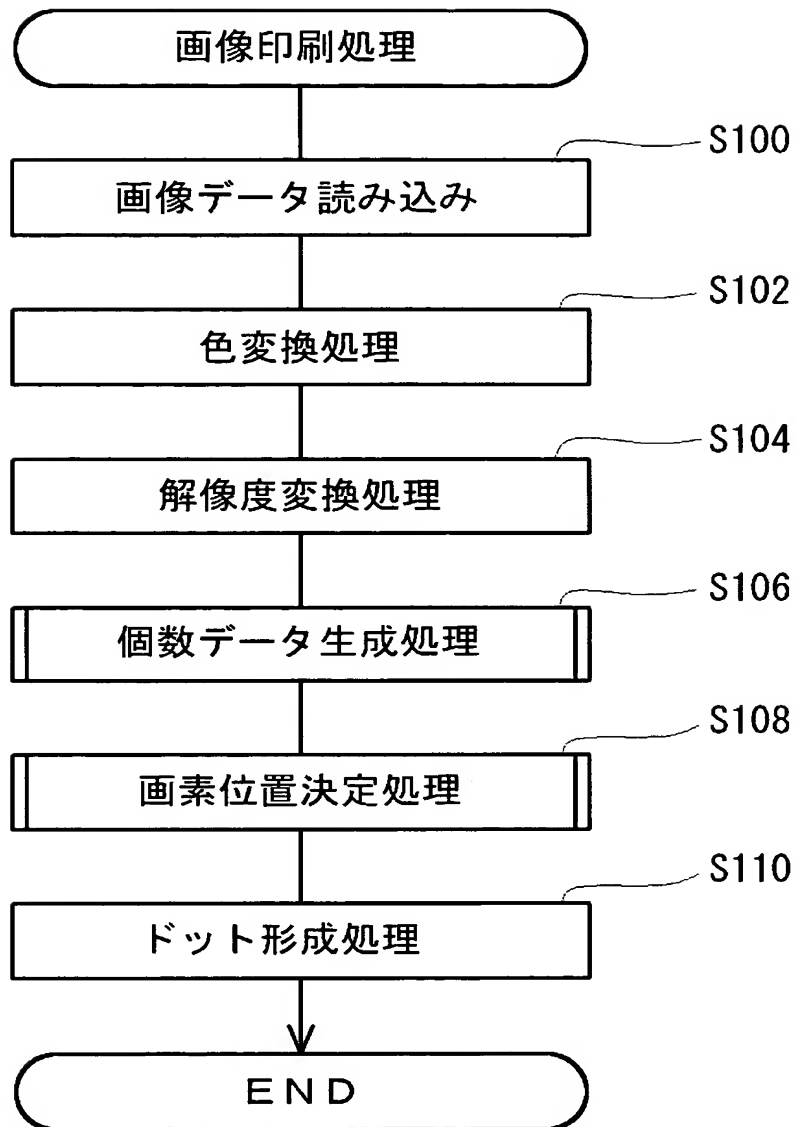 画像印刷処理
S100
画像データ読み込み
S102
色変換処理
S104
解像度変換処理
S106
個数データ生成処理
S108
画素位置決定処理
S110
ドット形成処理
END